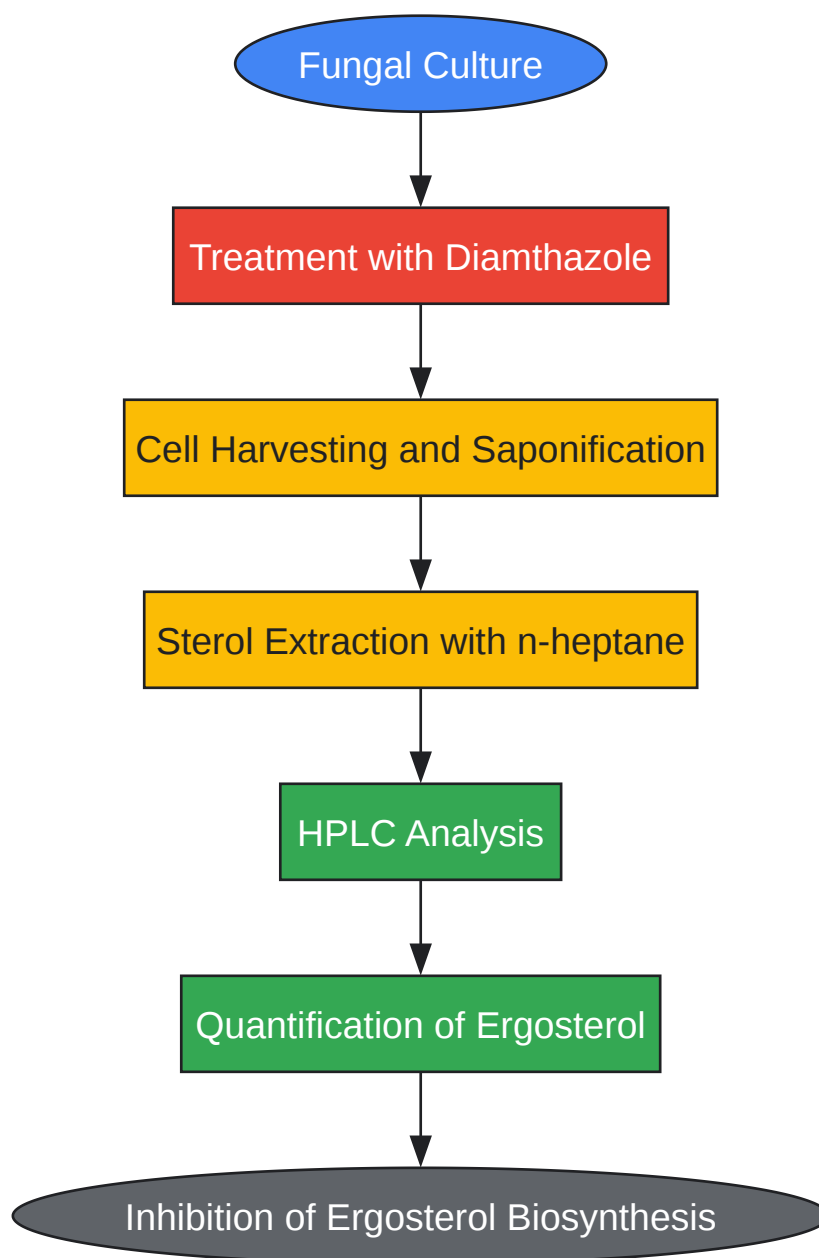 Fungal Culture
Treatment with Diamthazole
Cell Harvesting and Saponification
Sterol Extraction with n-heptane
HPLC Analysis
Quantification of Ergosterol
Inhibition of Ergosterol Biosynthesis